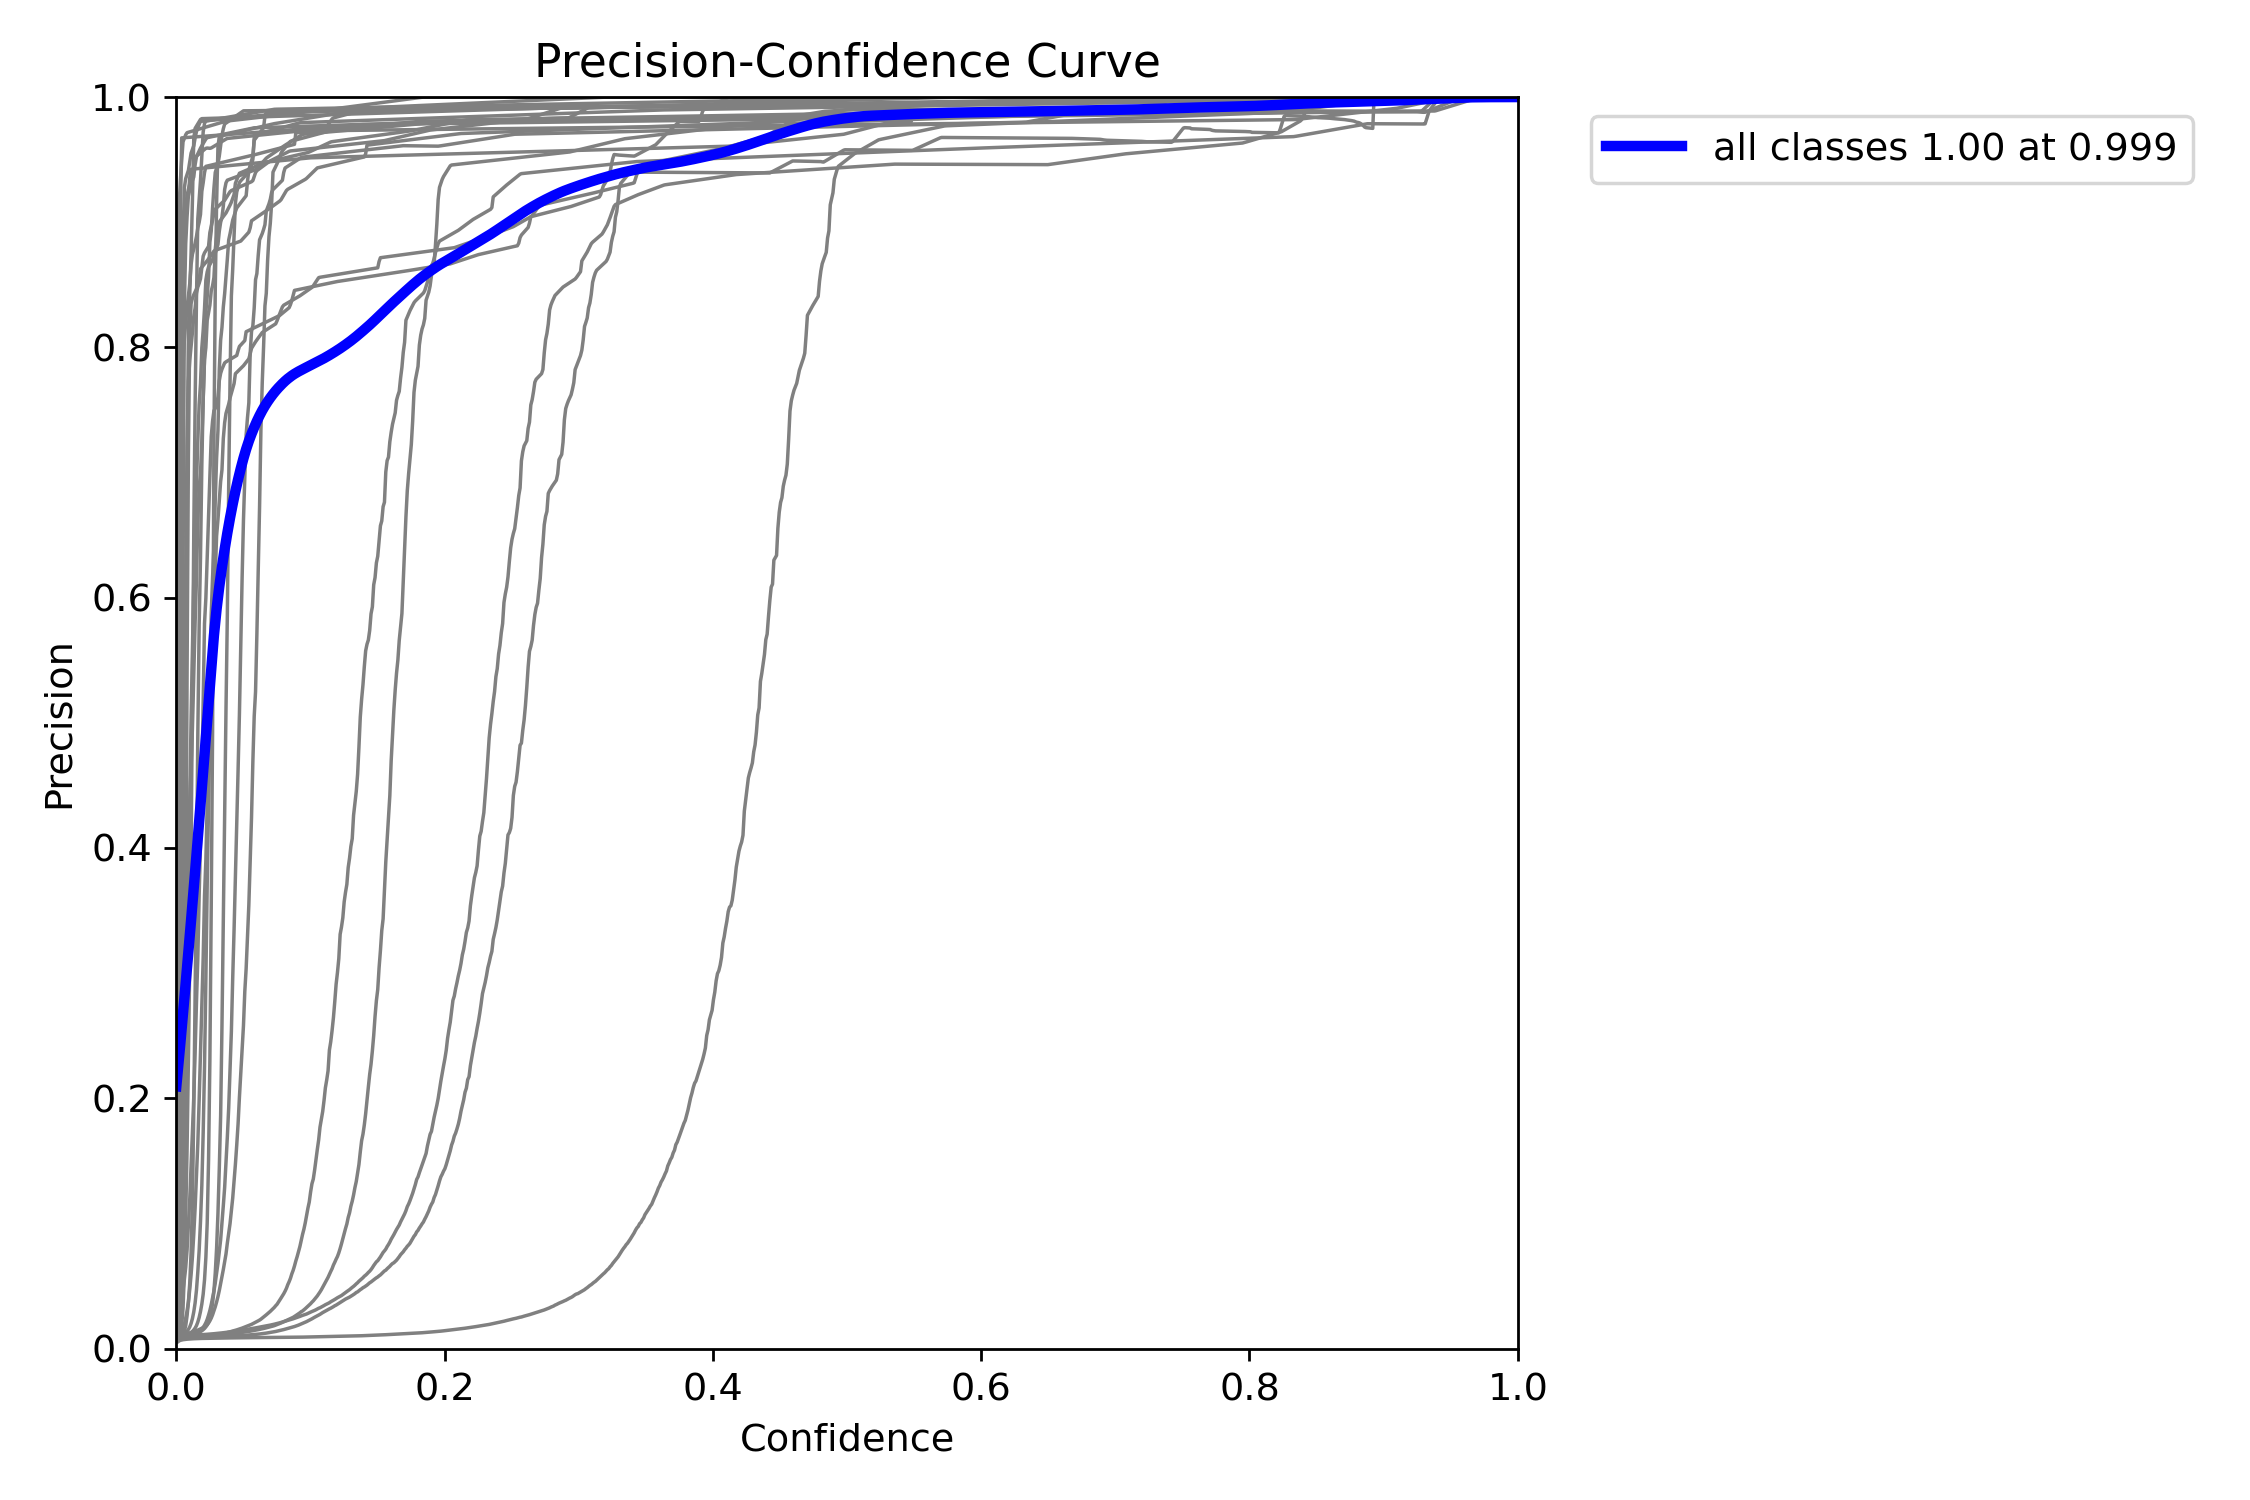 Precision-Confidence Curve
all classes 1.00 at 0.999
1.0
0.8
0.6
0.4
0.2
0.0
Precision
0.0 0.2 0.4 0.6 0.8 1.0
Confidence